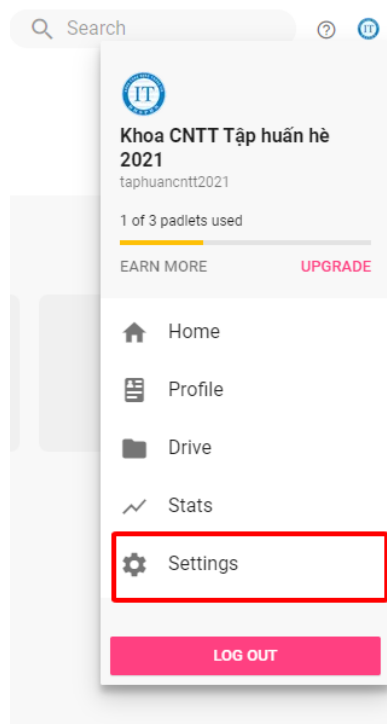 Search
IT
IT
Khoa CNTT Tập huấn hè
2021
taphuancntt2021
1 of 3 padlets used
EARN MORE UPGRADE
Home
Profile
Drive
Stats
Settings
LOG OUT